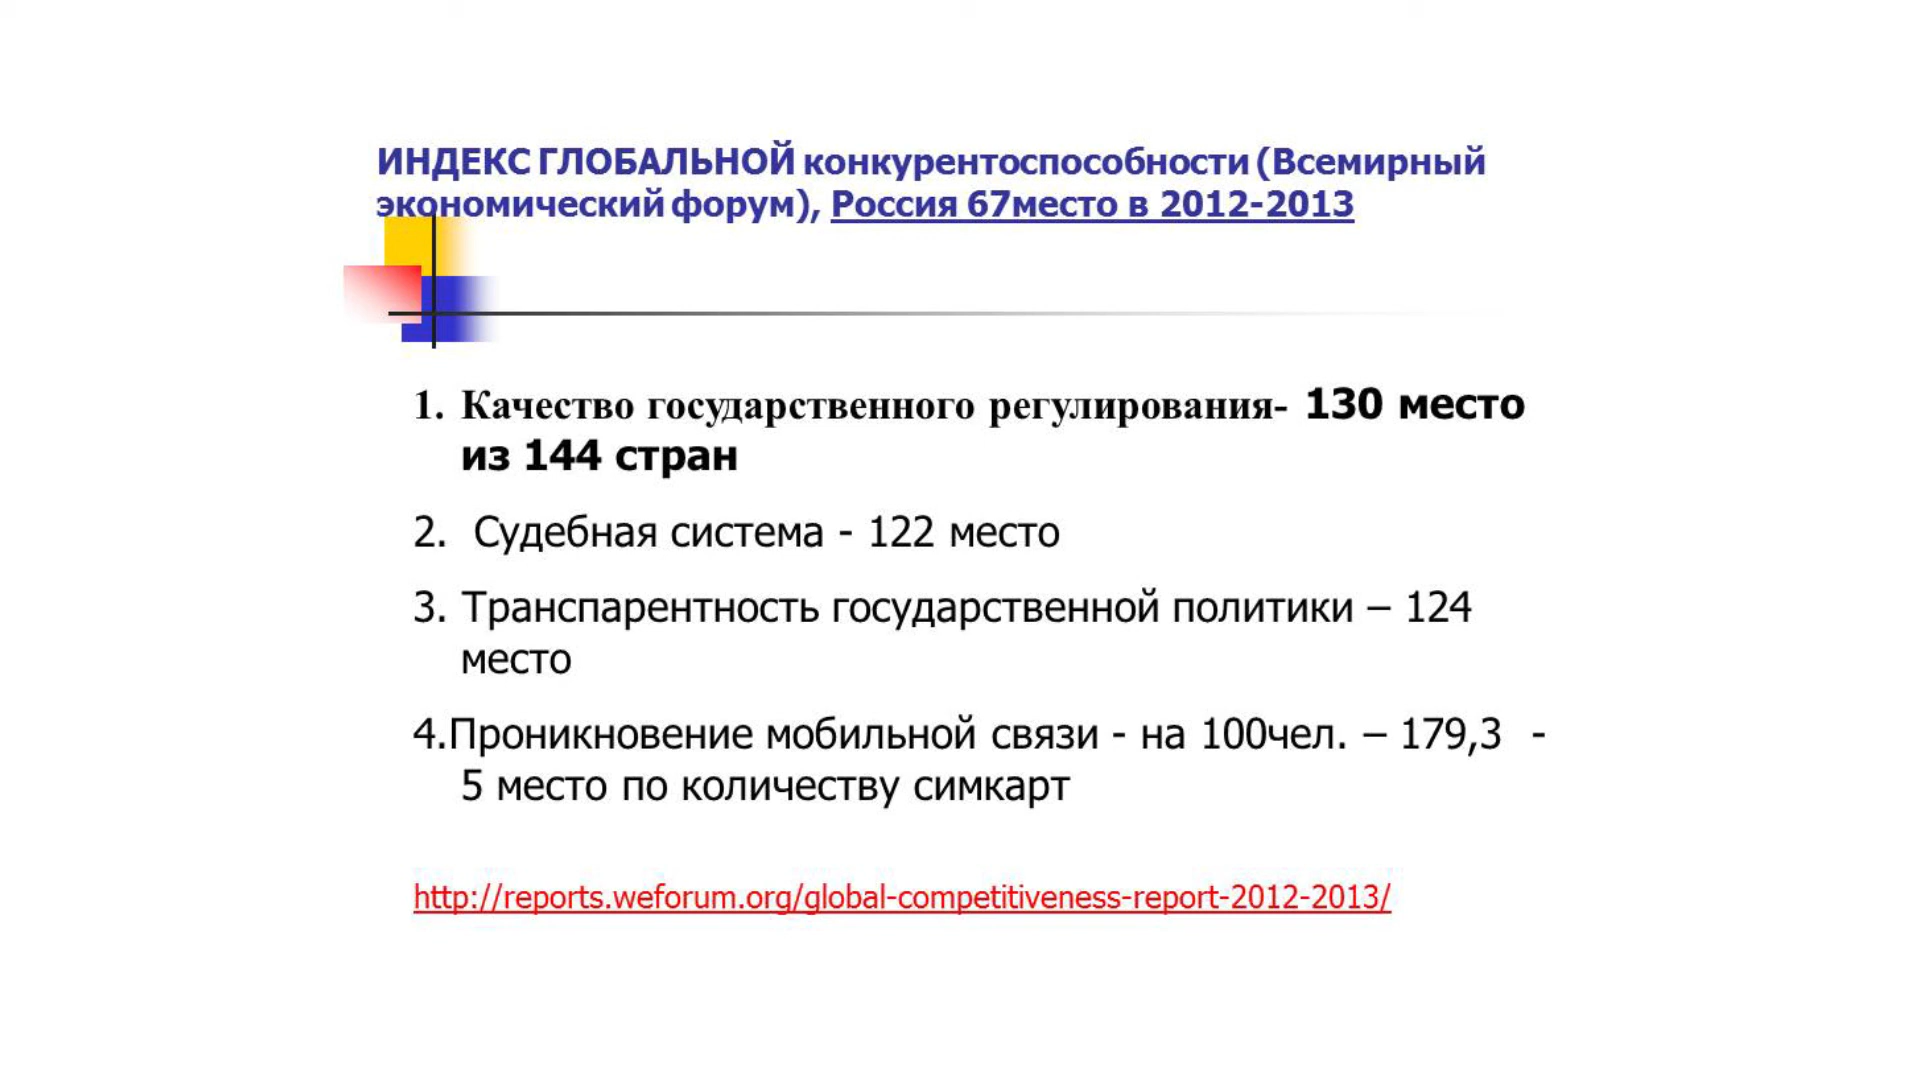 ИНДЕКС ГЛОБАЛЬНОЙ конкурентоспособности (Всемирный
экономический форум), Россия 67место в 2012-2013
1. Качество государственного регулирования- 130 место
из 144 стран
2. Судебная система - 122 место
3. Транспарентность государственной политики – 124
место
4.Проникновение мобильной связи - на 100чел. – 179,3 -
5 место по количеству симкарт
http://reports.weforum.org/global-competitiveness-report-2012-2013/